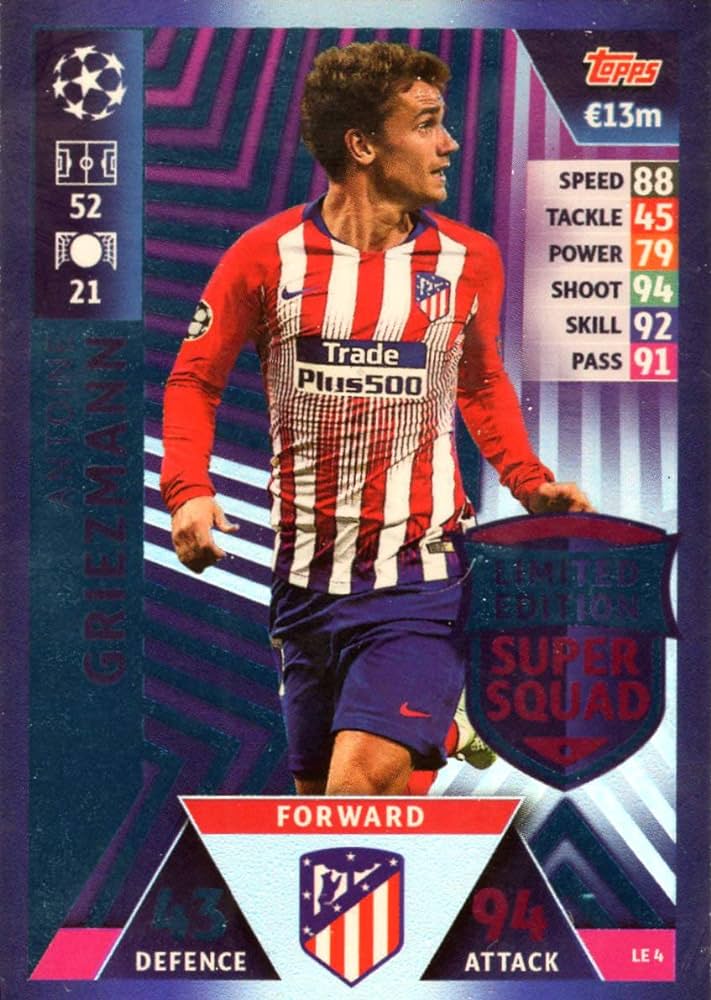 TOPPS
€13m
52
21
SPEED 88
TACKLE 45
POWER 79
SHOOT 94
SKILL 92
PASS 91
ANTOINE
GRIEZMANN
Trade
Plus500
LIMITED
EDITION
SUPER
SQUAD
FORWARD
43
DEFENCE
94
ATTACK
LE 4